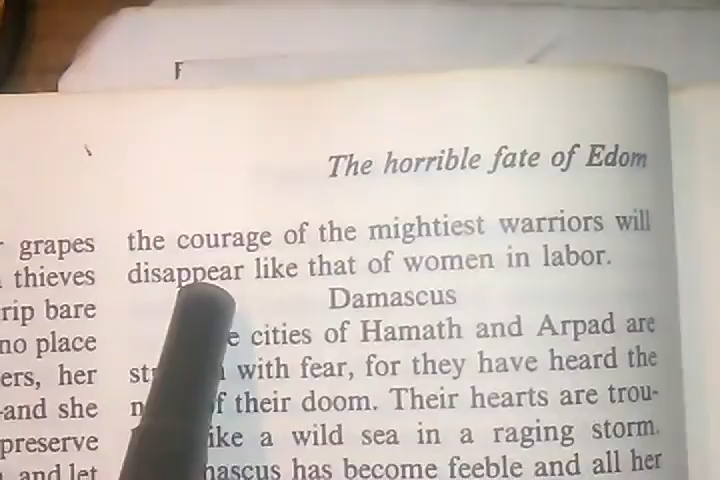 F
The horrible fate of Edom
grapes
thieves
rip bare
no place
ers, her
-and she
preserve
and let
the courage of the mightiest warriors will
disappear like that of women in labor.
Damascus
cities of Hamath and Arpad are
with fear, for they have heard the
of their doom. Their hearts are trou-
like a wild sea in a raging storm.
has become feeble and all her